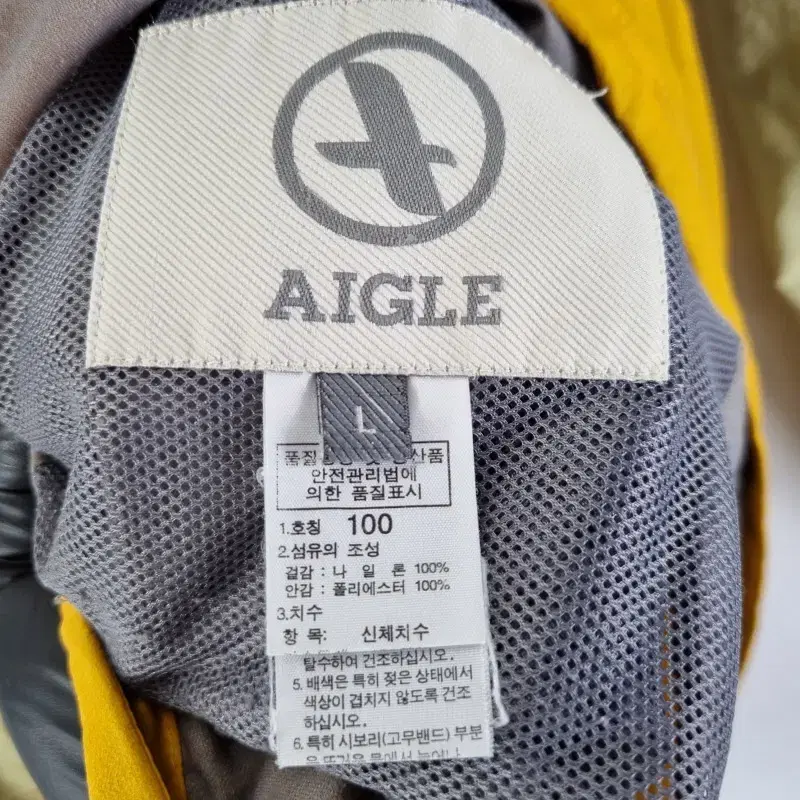 AIGLE
L
안전관리법에
의한 품질표시
1.호칭 100
2.섬유의 조성
겉감 : 나 일 론 100%
안감 : 폴리에스터 100%
3.치수
항 목: 신체치수
탈수하여 건조하십시오.
5. 배색은 특히 젖은 상태에서
색상이 겹치지 않도록 건조
하십시오.
6. 특히 시보리(고무밴드) 부분